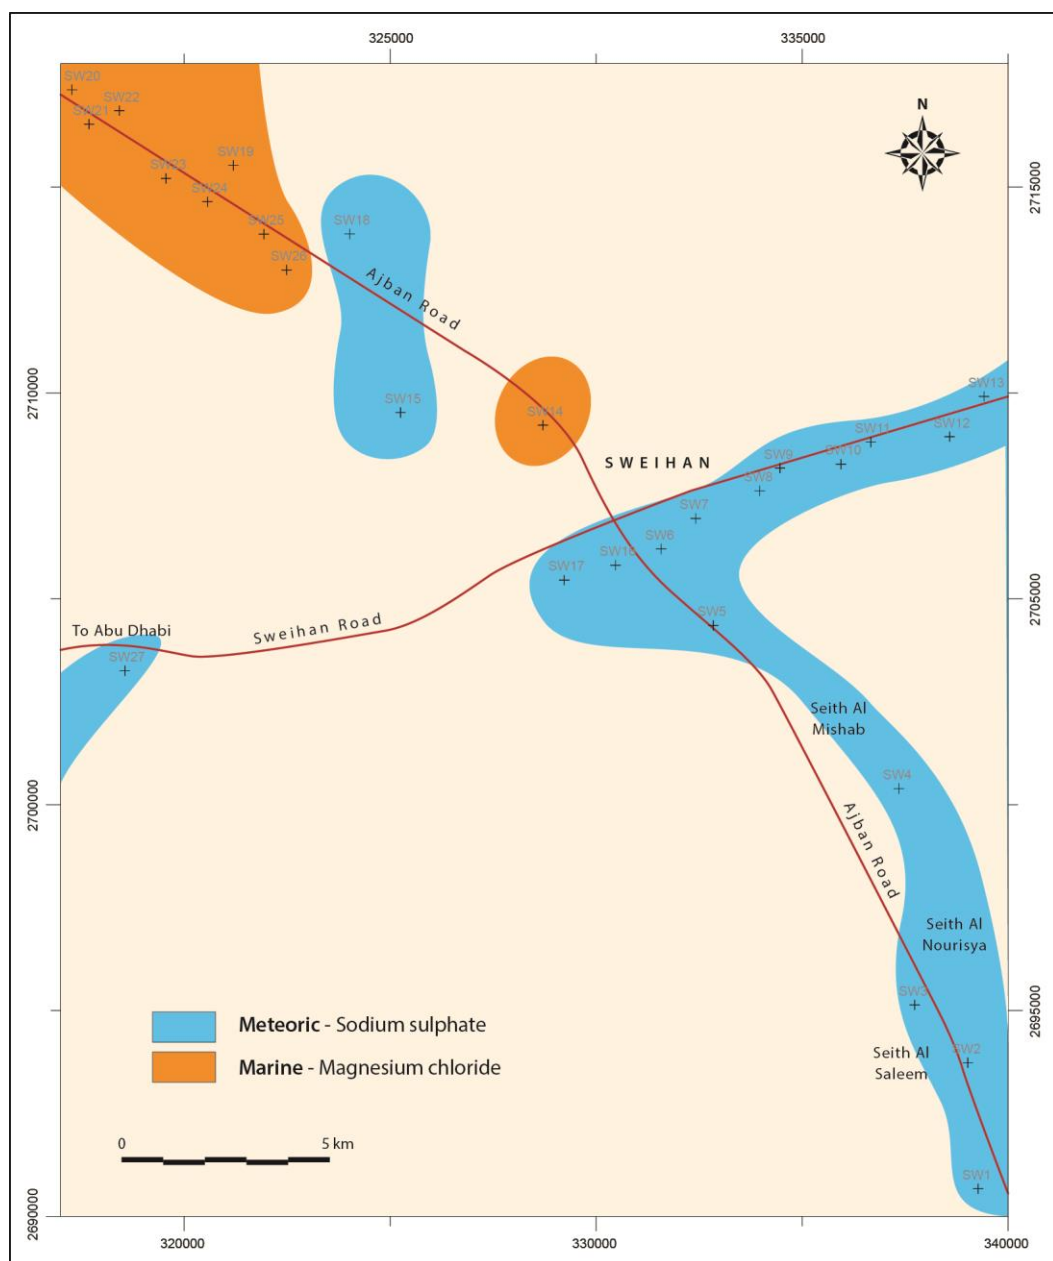 325000
335000
N
SW20
SW22
SW21
SW19
SW23
SW24
SW25
SW26
SW18
2715000
Ajban Road
SW15
SW14
2710000
SW13
SW12
SW11
SW10
SW9
SW8
SWEIHAN
SW7
SW6
SW16
SW17
SW5
2705000
To Abu Dhabi
SW27
Sweihan Road
Seith Al
Mishab
SW4
2700000
Ajban Road
Seith Al
Nourisya
SW3
2695000
SW2
Seith Al
Saleem
SW1
Meteoric - Sodium sulphate
Marine - Magnesium chloride
0
5 km
2690000
320000
330000
340000